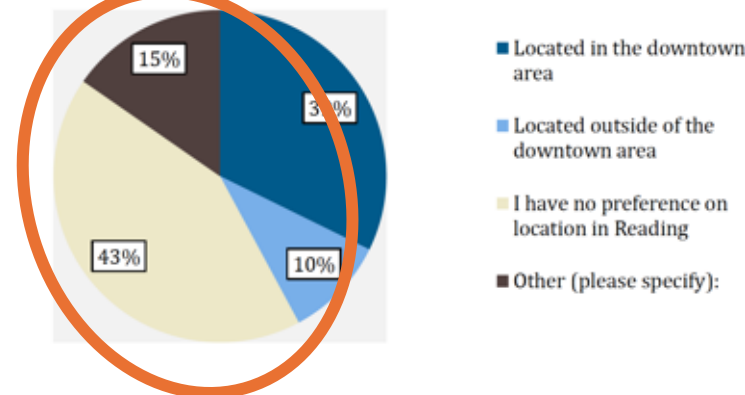 15%
43%
10%
Located in the downtown
area
Located outside of the
downtown area
I have no preference on
location in Reading
Other (please specify):